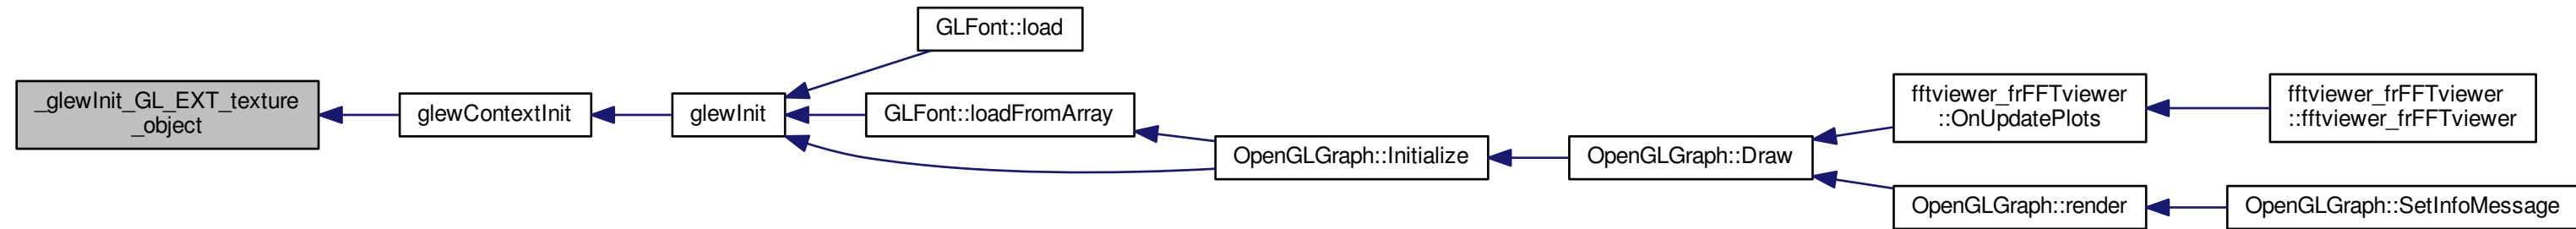 _glewInit_GL_EXT_texture
_object
glewContextInit
glewInit
GLFont::load
GLFont::loadFromArray
OpenGLGraph::Initialize
OpenGLGraph::Draw
fftviewer_frFFTviewer
::OnUpdatePlots
fftviewer_frFFTviewer
::fftviewer_frFFTviewer
OpenGLGraph::render
OpenGLGraph::SetInfoMessage